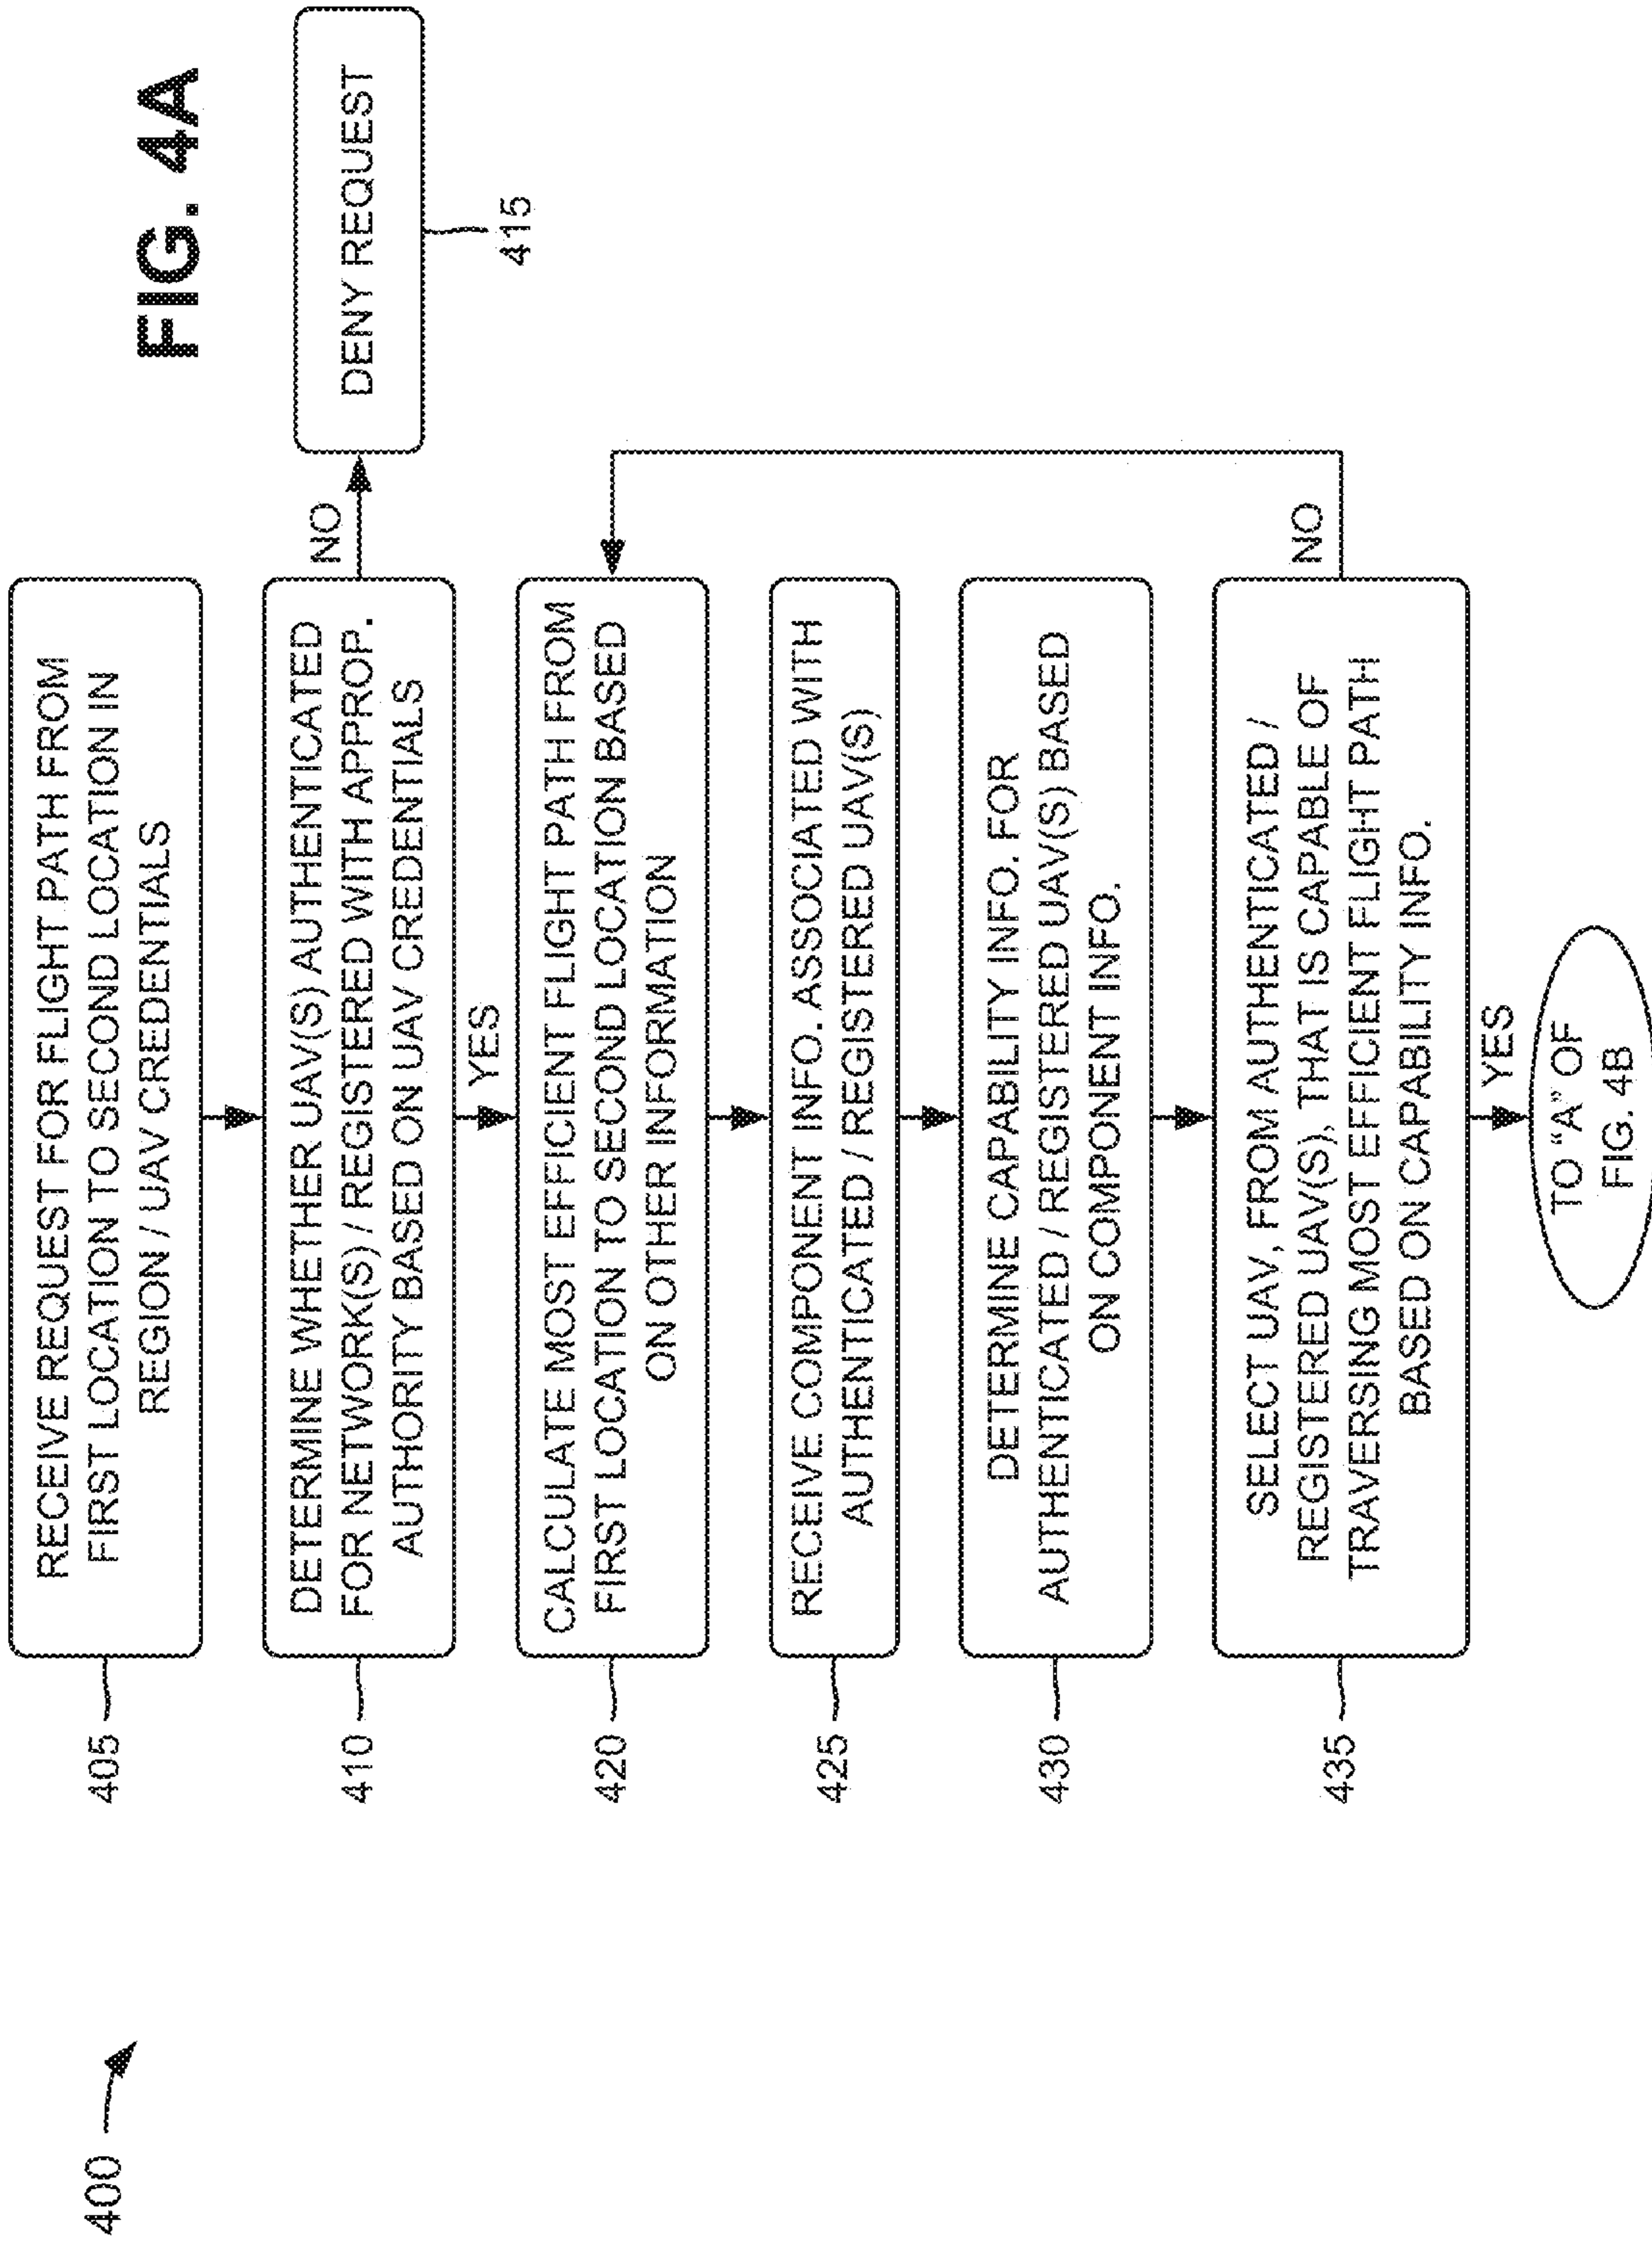 400
FIG. 4A
405
RECEIVE REQUEST FOR FLIGHT PATH FROM
FIRST LOCATION TO SECOND LOCATION IN
REGION / UAV CREDENTIALS
410
DETERMINE WHETHER UAV(S) AUTHENTICATED
FOR NETWORK(S) / REGISTERED WITH APPROP.
AUTHORITY BASED ON UAV CREDENTIALS
NO
DENY REQUEST
415
YES
420
CALCULATE MOST EFFICIENT FLIGHT PATH FROM
FIRST LOCATION TO SECOND LOCATION BASED
ON OTHER INFORMATION
425
RECEIVE COMPONENT INFO. ASSOCIATED WITH
AUTHENTICATED / REGISTERED UAV(S)
430
DETERMINE CAPABILITY INFO. FOR
AUTHENTICATED / REGISTERED UAV(S) BASED
ON COMPONENT INFO.
435
SELECT UAV, FROM AUTHENTICATED /
REGISTERED UAV(S), THAT IS CAPABLE OF
TRAVERSING MOST EFFICIENT FLIGHT PATH
BASED ON CAPABILITY INFO.
NO
YES
TO "A" OF
FIG. 4B